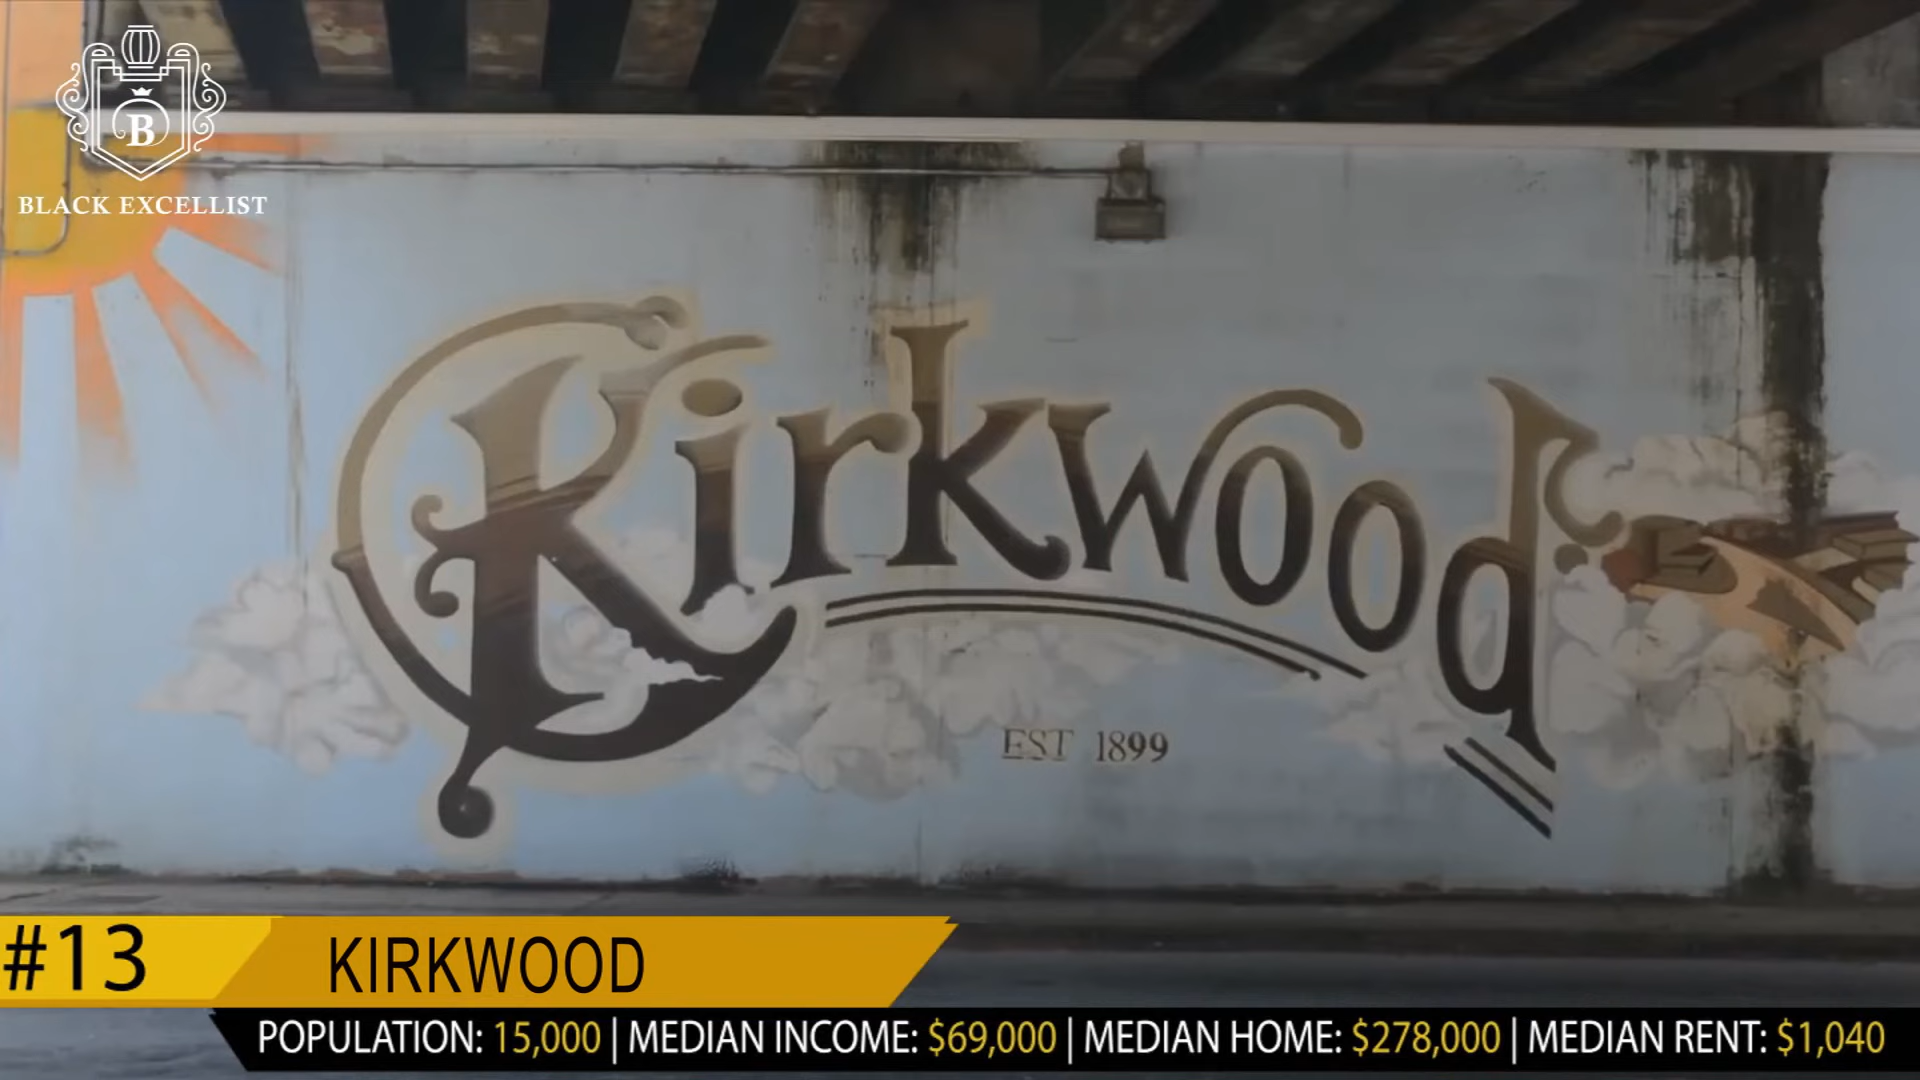 B
BLACK EXCELLIST
Kirkwood
EST 1899
#13 KIRKWOOD
POPULATION: 15,000 | MEDIAN INCOME: $69,000 | MEDIAN HOME: $278,000 | MEDIAN RENT: $1,040